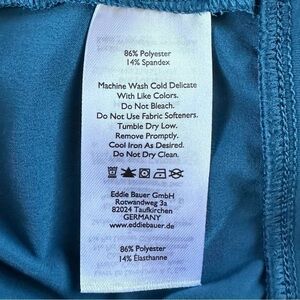 86% Polyester
14% Spandex
Machine Wash Cold Delicate
With Like Colors.
Do Not Bleach.
Do Not Use Fabric Softeners.
Tumble Dry Low.
Remove Promptly.
Cool Iron As Desired.
Do Not Dry Clean.
Eddie Bauer GmbH
Rotwandweg 3a
82024 Taufkirchen
GERMANY
www.eddiebauer.de
86% Polyester
14% Élasthanne